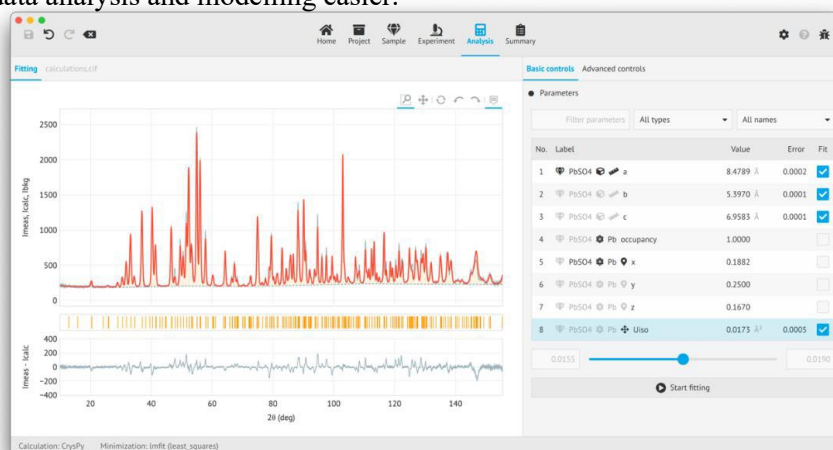 data analysis and modelling easier.
Home Project Sample Experiment Analysis Summary
Fitting calculations.cif
Basic controls Advanced controls
Parameters
Filter parameters All types All names
No. Label Value Error Fit
1 PbSO4 a 8.4789 Å 0.0002
2 PbSO4 b 5.3970 Å 0.0001
3 PbSO4 c 6.9583 Å 0.0001
4 PbSO4 Pb occupancy 1.0000
5 PbSO4 Pb x 0.1882
6 PbSO4 Pb y 0.2500
7 PbSO4 Pb z 0.1670
8 PbSO4 Pb Uiso 0.0173 Å² 0.0005
0.0155 0.0190
Start fitting
Imeas, Icalc, Ibkg
2500
2000
1500
1000
500
0
Imeas - Icalc
400
200
0
−200
−400
20 40 60 80 100 120 140
2θ (deg)
Calculation: CrysPy Minimization: lmfit (least_squares)